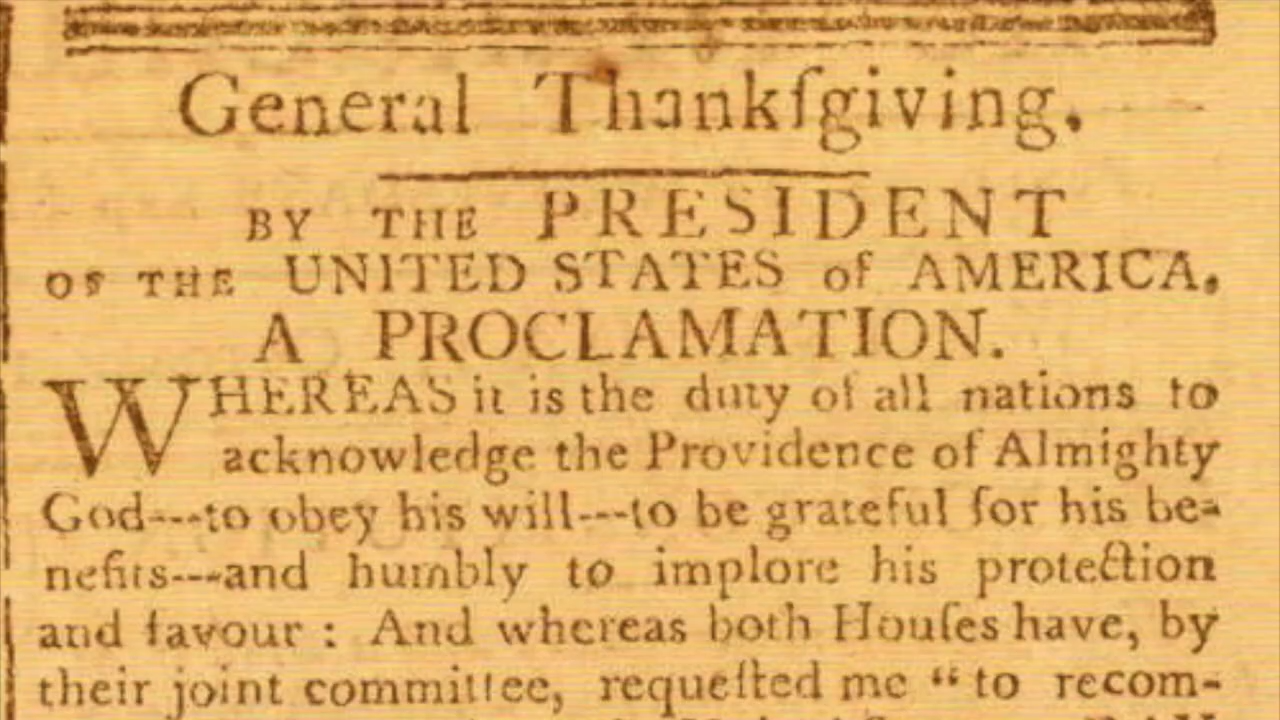 General Thankſgiving.
BY THE PRESIDENT
OF THE UNITED STATES of AMERICA,
A PROCLAMATION.
WHEREAS it is the duty of all nations to
acknowledge the Providence of Almighty
God---to obey his will---to be grateful for his be-
nefits---and humbly to implore his protection
and favour : And whereas both Houſes have, by
their joint committee, requeſted me “to recom-